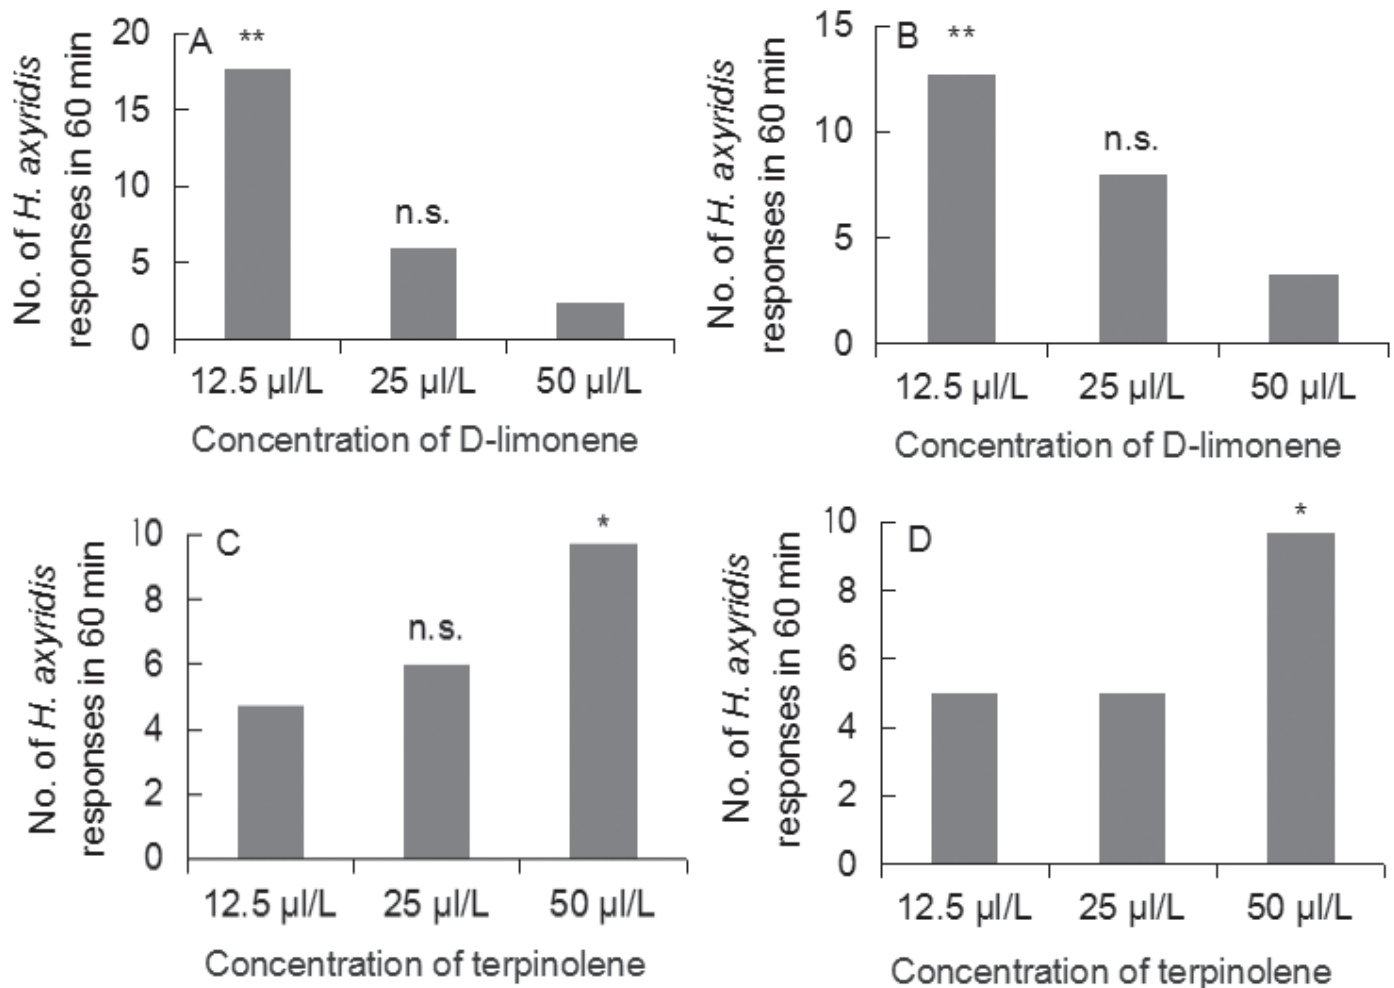 No. of H. axyridis
responses in 60 min
20
15
10
5
0
A
**
n.s.
12.5 µl/L
25 µl/L
50 µl/L
Concentration of D-limonene
No. of H. axyridis
responses in 60 min
15
10
5
0
B
**
n.s.
12.5 µl/L
25 µl/L
50 µl/L
Concentration of D-limonene
No. of H. axyridis
responses in 60 min
10
8
6
4
2
0
C
n.s.
*
12.5 µl/L
25 µl/L
50 µl/L
Concentration of terpinolene
No. of H. axyridis
responses in 60 min
10
8
6
4
2
0
D
*
12.5 µl/L
25 µl/L
50 µl/L
Concentration of terpinolene